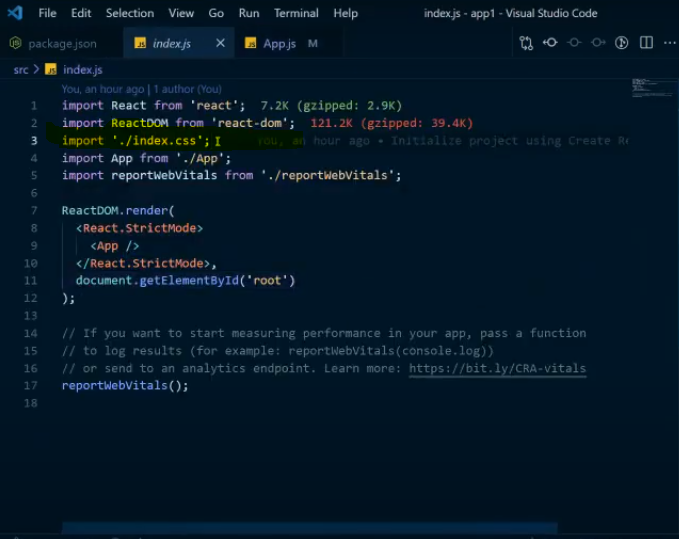 File Edit Selection View Go Run Terminal Help index.js - app1 - Visual Studio Code
package.json JS index.js JS App.js M
src JS index.js
You, an hour ago | 1 author (You)
1 import React from 'react'; 7.2K (gzipped: 2.9K)
2 import ReactDOM from 'react-dom'; 121.2K (gzipped: 39.4K)
3 import './index.css'; You, an hour ago • Initialize project using Create Re
4 import App from './App';
5 import reportWebVitals from './reportWebVitals';
6
7 ReactDOM.render(
8 <React.StrictMode>
9 <App />
10 </React.StrictMode>,
11 document.getElementById('root')
12 );
13
14 // If you want to start measuring performance in your app, pass a function
15 // to log results (for example: reportWebVitals(console.log))
16 // or send to an analytics endpoint. Learn more: https://bit.ly/CRA-vitals
17 reportWebVitals();
18